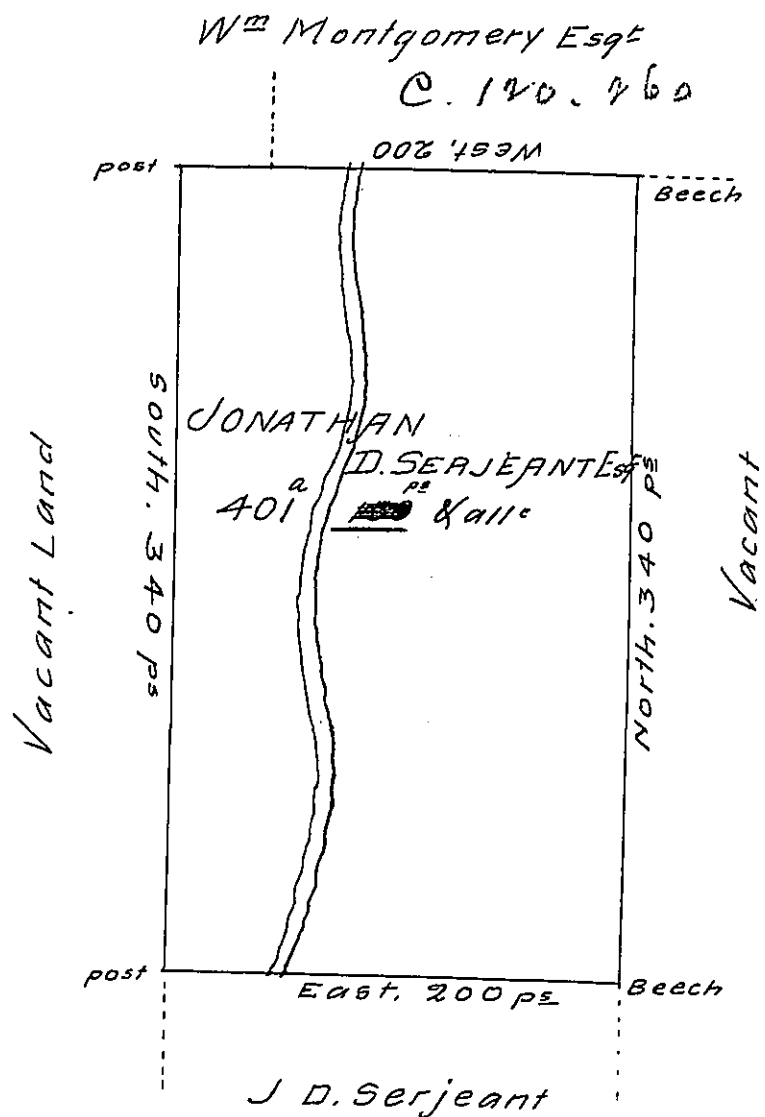 Wm Montgomery Esqr
C. 120. 260
West, 200
post
Beech
South. 340 ps
JONATHAN
D. SERJEANT Esqr
401a ps & allc
North. 340 ps
Vacant Land
Vacant
post
East, 200 ps
Beech
J D. Serjeant